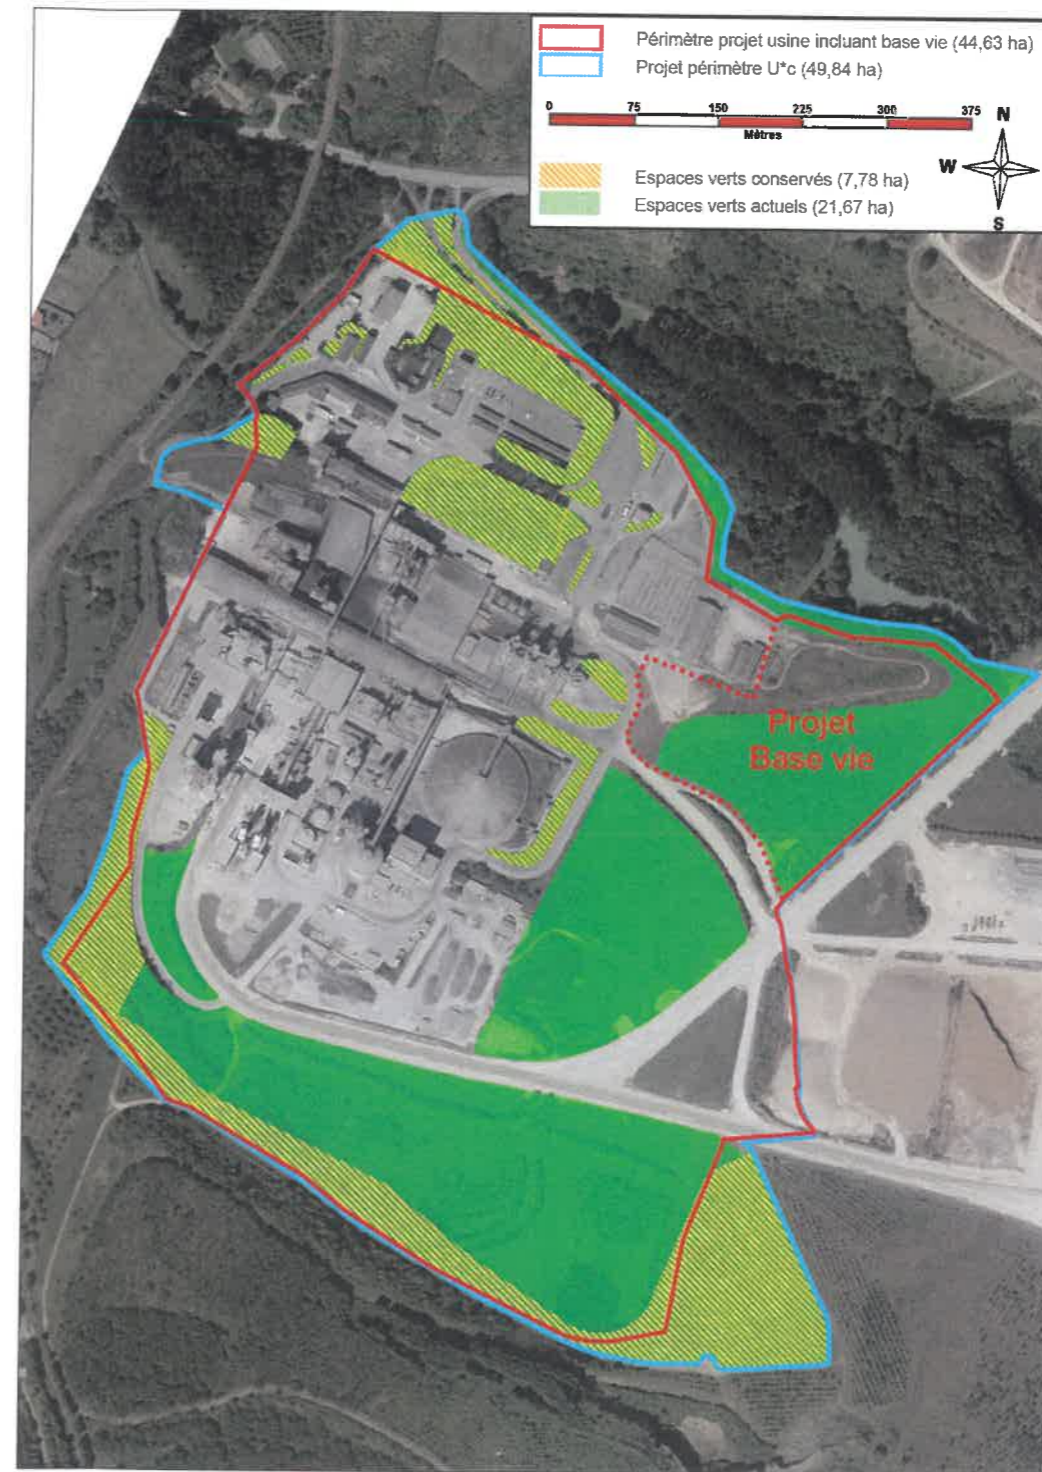 Périmètre projet usine incluant base vie (44,63 ha)
Projet périmètre U*c (49,84 ha)
0 75 150 225 300 375
Mètres
N
W
S
Espaces verts conservés (7,78 ha)
Espaces verts actuels (21,67 ha)
Projet
Base vie